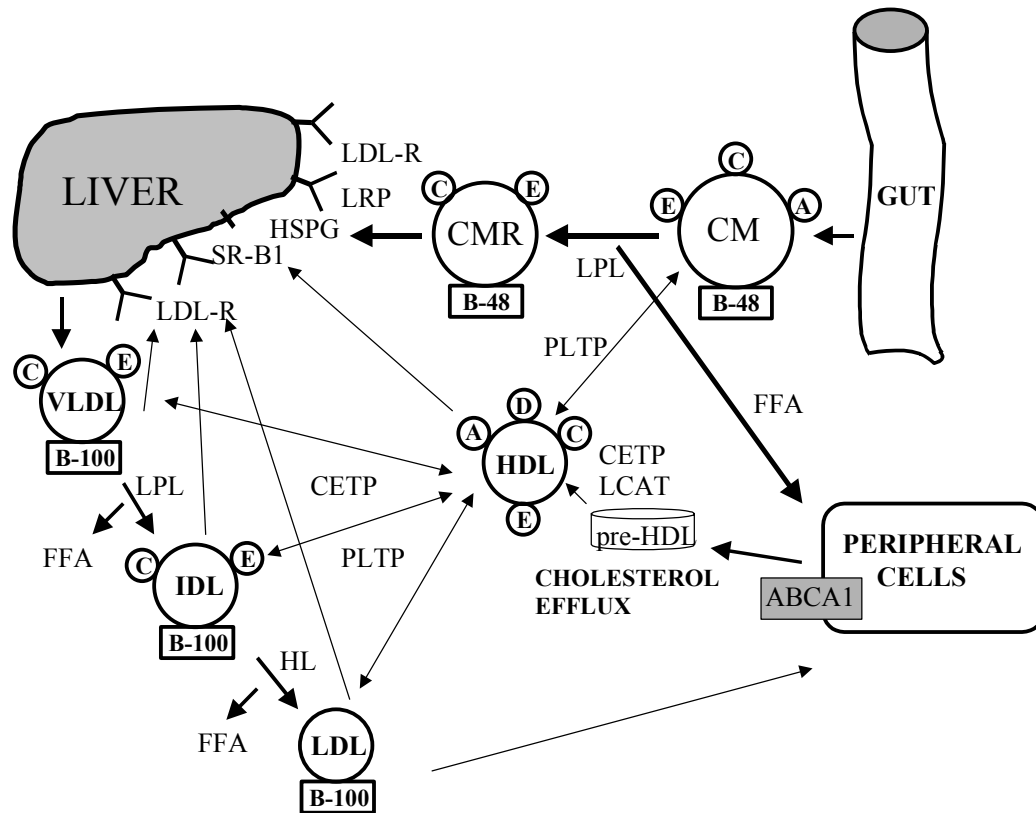 LDL-R
LIVER
LRP
HSPG
SR-B1
LDL-R
C
E
CMR
B-48
LPL
C
E
A
CM
B-48
GUT
PLTP
FFA
C
E
VLDL
B-100
LPL
FFA
CETP
PLTP
D
A
C
HDL
E
CETP
LCAT
pre-HDL
CHOLESTEROL
EFFLUX
PERIPHERAL
CELLS
ABCA1
C
E
IDL
B-100
HL
FFA
LDL
B-100